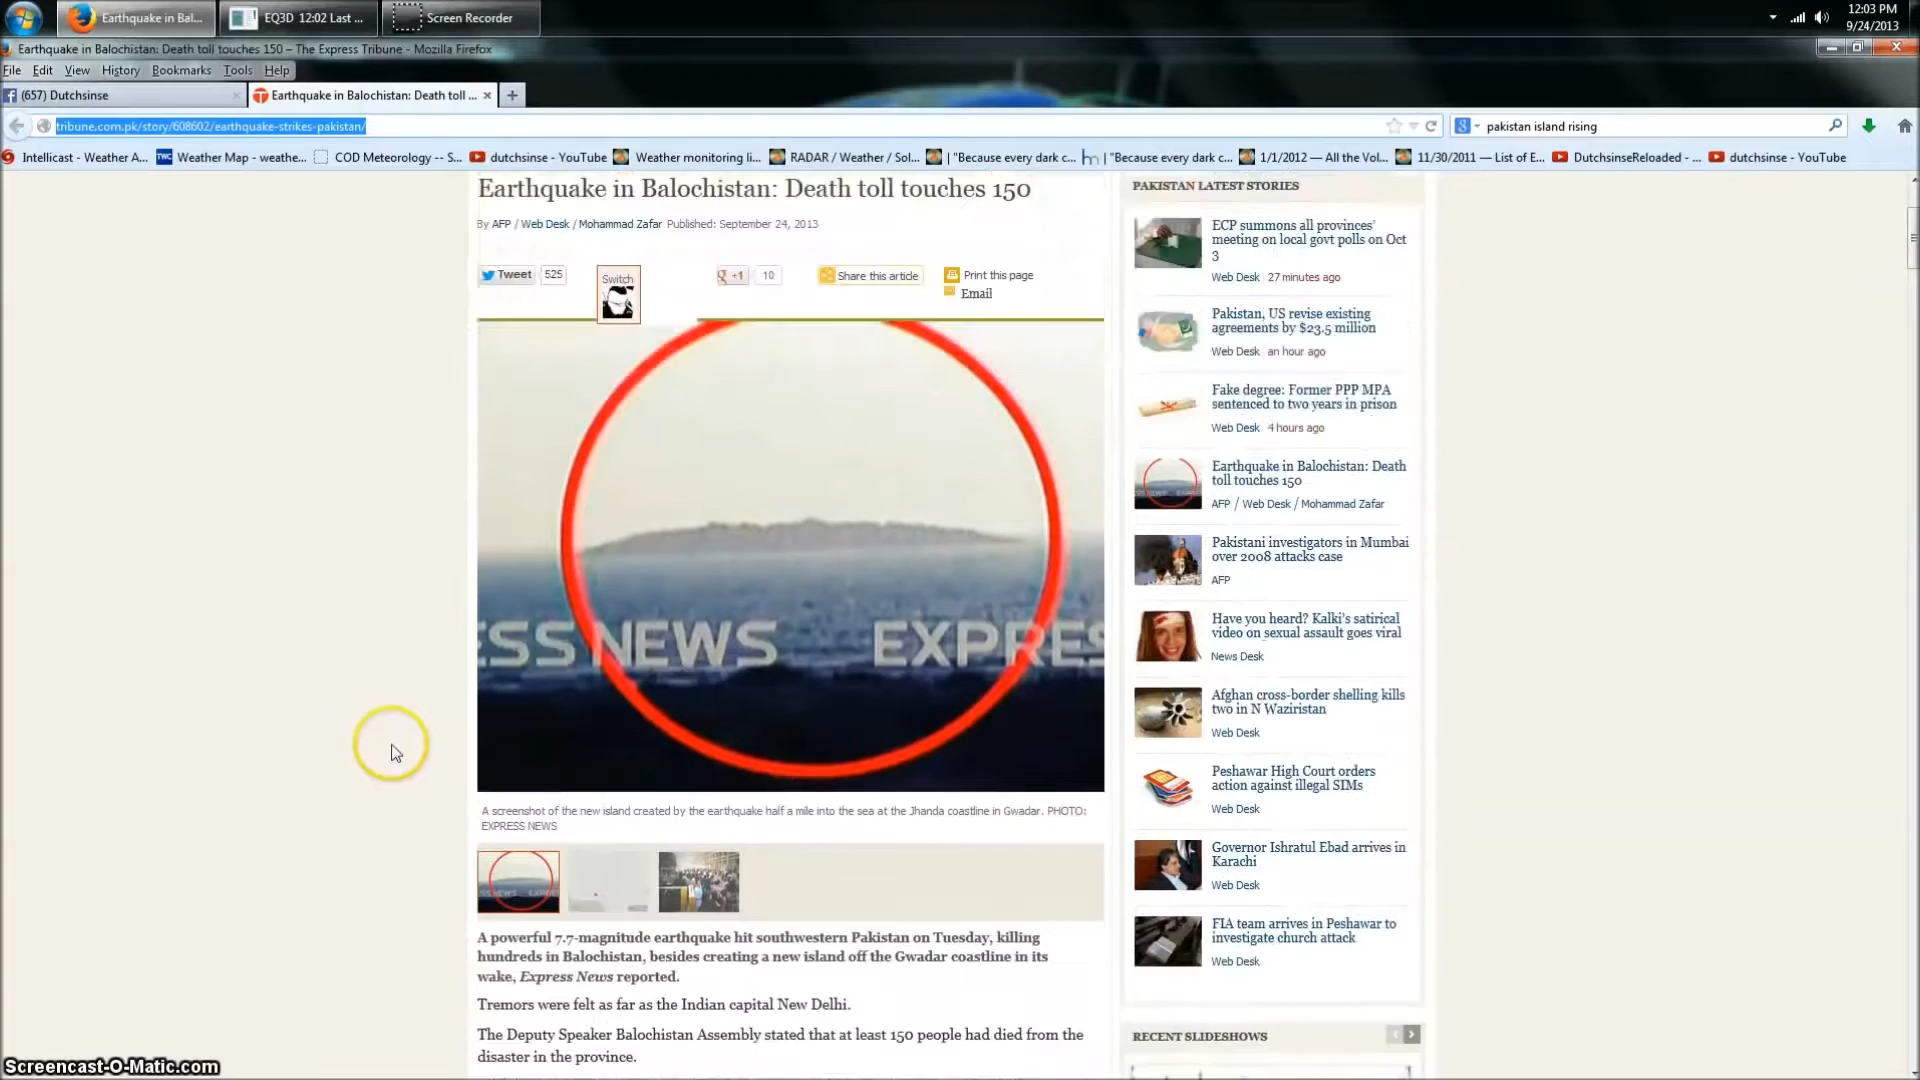 Earthquake in Bal...
EQ3D 12:02 Last ...
Screen Recorder
12:03 PM
9/24/2013
Earthquake in Balochistan: Death toll touches 150 – The Express Tribune - Mozilla Firefox
File Edit View History Bookmarks Tools Help
(657) Dutchsinse
Earthquake in Balochistan: Death toll ...
tribune.com.pk/story/608602/earthquake-strikes-pakistan/
pakistan island rising
Intellicast - Weather A...
Weather Map - weathe...
COD Meteorology -- S...
dutchsinse - YouTube
Weather monitoring li...
RADAR / Weather / Sol...
| "Because every dark c...
| "Because every dark c...
1/1/2012 — All the Vol...
11/30/2011 — List of E...
DutchsinseReloaded - ...
dutchsinse - YouTube
Earthquake in Balochistan: Death toll touches 150
By AFP / Web Desk / Mohammad Zafar Published: September 24, 2013
Tweet 525
Switch
+1 10
Share this article
Print this page
Email
ESS NEWS EXPRE
A screenshot of the new island created by the earthquake half a mile into the sea at the Jhanda coastline in Gwadar. PHOTO:
EXPRESS NEWS
A powerful 7.7-magnitude earthquake hit southwestern Pakistan on Tuesday, killing
hundreds in Balochistan, besides creating a new island off the Gwadar coastline in its
wake, Express News reported.
Tremors were felt as far as the Indian capital New Delhi.
The Deputy Speaker Balochistan Assembly stated that at least 150 people had died from the
disaster in the province.
PAKISTAN LATEST STORIES
ECP summons all provinces'
meeting on local govt polls on Oct
3
Web Desk 27 minutes ago
Pakistan, US revise existing
agreements by $23.5 million
Web Desk an hour ago
Fake degree: Former PPP MPA
sentenced to two years in prison
Web Desk 4 hours ago
Earthquake in Balochistan: Death
toll touches 150
AFP / Web Desk / Mohammad Zafar
Pakistani investigators in Mumbai
over 2008 attacks case
AFP
Have you heard? Kalki's satirical
video on sexual assault goes viral
News Desk
Afghan cross-border shelling kills
two in N Waziristan
Web Desk
Peshawar High Court orders
action against illegal SIMs
Web Desk
Governor Ishratul Ebad arrives in
Karachi
Web Desk
FIA team arrives in Peshawar to
investigate church attack
Web Desk
RECENT SLIDESHOWS
Screencast-O-Matic.com